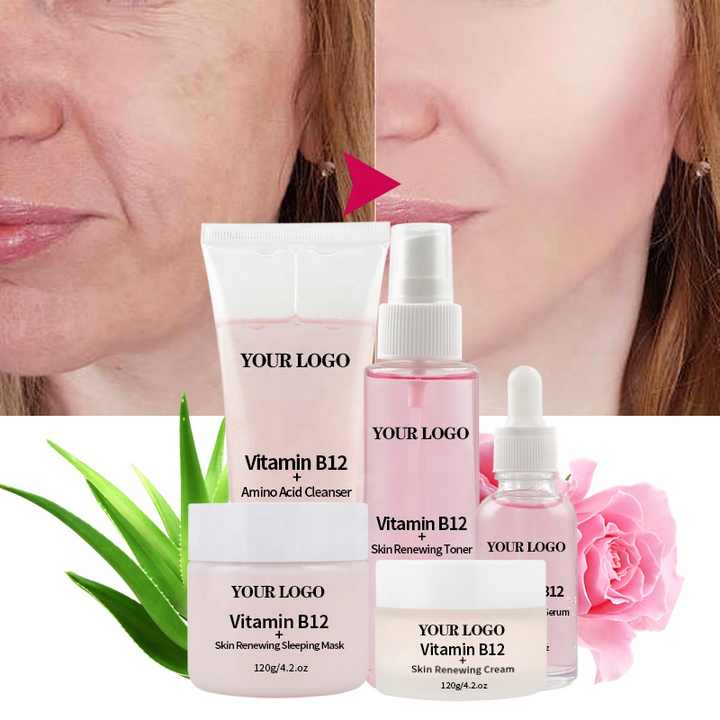 YOUR LOGO
Vitamin B12
+
Amino Acid Cleanser
YOUR LOGO
Vitamin B12
+
Skin Renewing Toner
YOUR LOGO
B12
Serum
YOUR LOGO
Vitamin B12
+
Skin Renewing Sleeping Mask
120g/4.2.oz
YOUR LOGO
Vitamin B12
+
Skin Renewing Cream
120g/4.2.oz